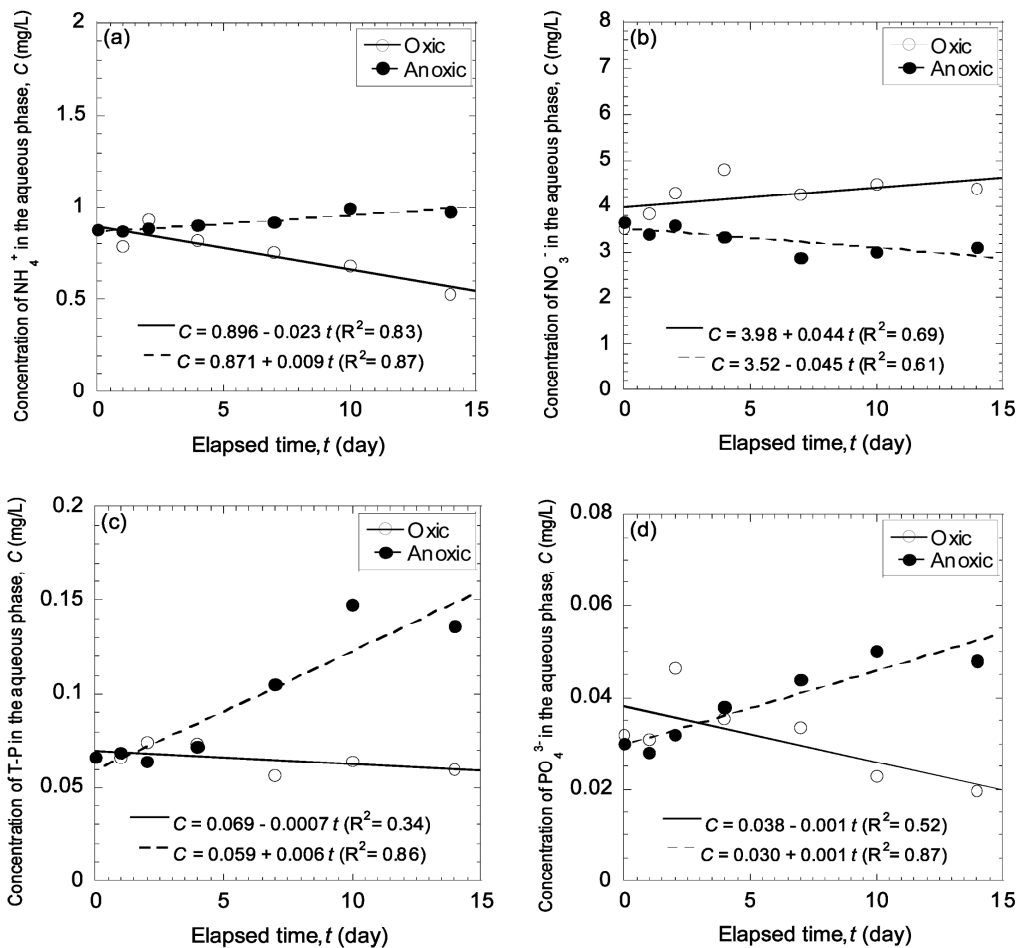 (a)
Oxic
Anoxic
2
1.5
1
0.5
0
Concentration of NH₄⁺ in the aqueous phase, C (mg/L)
C = 0.896 - 0.023 t (R² = 0.83)
C = 0.871 + 0.009 t (R² = 0.87)
0 5 10 15
Elapsed time, t (day)
(b)
Oxic
Anoxic
8
7
6
5
4
3
2
1
0
Concentration of NO₃⁻ in the aqueous phase, C (mg/L)
C = 3.98 + 0.044 t (R² = 0.69)
C = 3.52 - 0.045 t (R² = 0.61)
0 5 10 15
Elapsed time, t (day)
(c)
Oxic
Anoxic
0.2
0.15
0.1
0.05
0
Concentration of T-P in the aqueous phase, C (mg/L)
C = 0.069 - 0.0007 t (R² = 0.34)
C = 0.059 + 0.006 t (R² = 0.86)
0 5 10 15
Elapsed time, t (day)
(d)
Oxic
Anoxic
0.08
0.06
0.04
0.02
0
Concentration of PO₄³⁻ in the aqueous phase, C (mg/L)
C = 0.038 - 0.001 t (R² = 0.52)
C = 0.030 + 0.001 t (R² = 0.87)
0 5 10 15
Elapsed time, t (day)